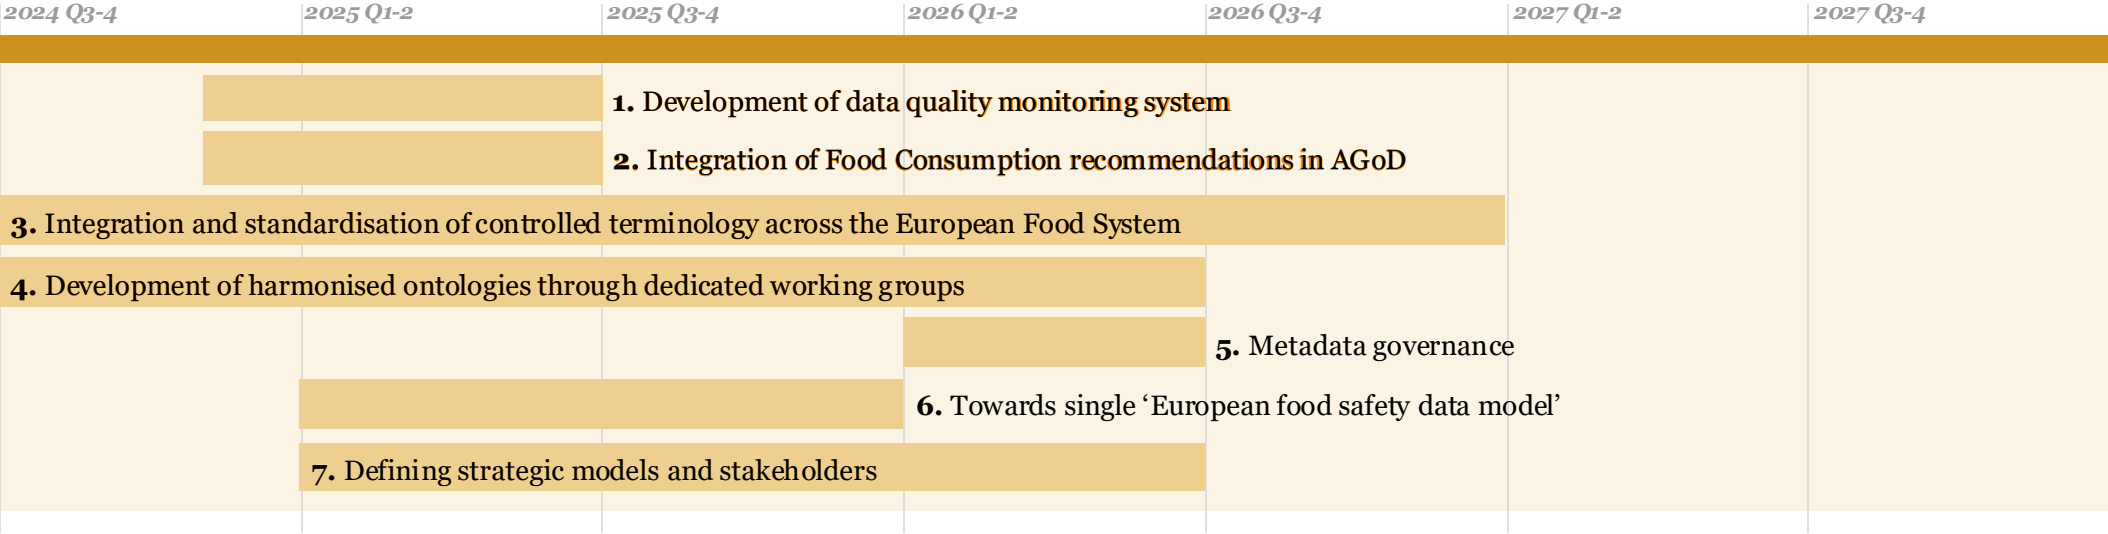 2024 Q3-4 2025 Q1-2 2025 Q3-4 2026 Q1-2 2026 Q3-4 2027 Q1-2 2027 Q3-4
1. Development of data quality monitoring system
2. Integration of Food Consumption recommendations in AGoD
3. Integration and standardisation of controlled terminology across the European Food System
4. Development of harmonised ontologies through dedicated working groups
5. Metadata governance
6. Towards single ‘European food safety data model’
7. Defining strategic models and stakeholders